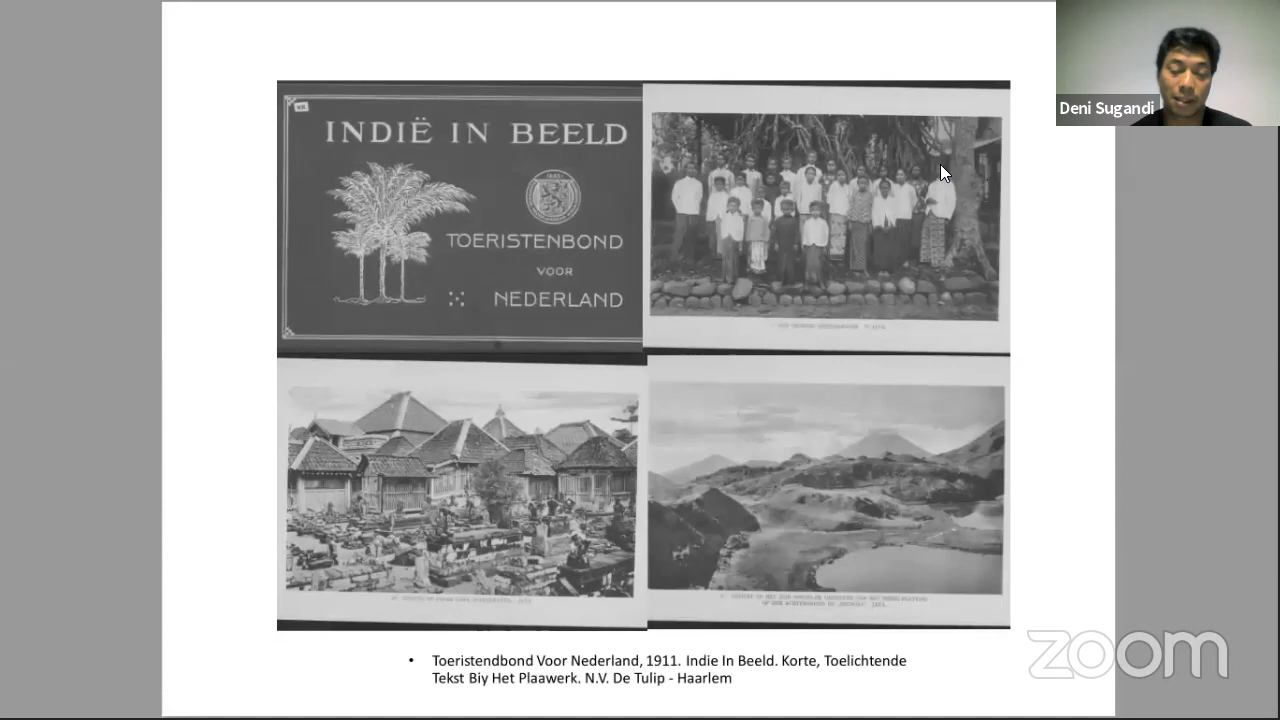 Deni Sugandi
INDIË IN BEELD
TOERISTENBOND
VOOR
NEDERLAND
Toeristendbond Voor Nederland, 1911. Indie In Beeld. Korte, Toelichtende
Tekst Biy Het Plaawerk. N.V. De Tulip - Haarlem
zoom